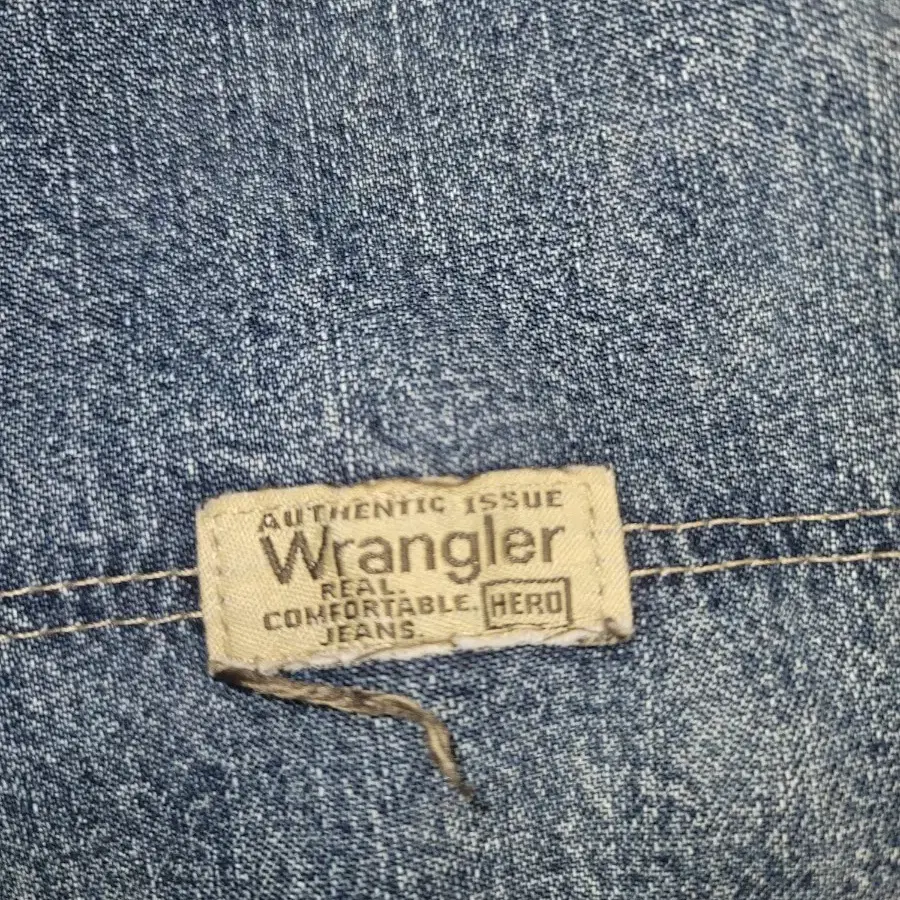 AUTHENTIC ISSUE
Wrangler
REAL.
COMFORTABLE. HERO
JEANS.